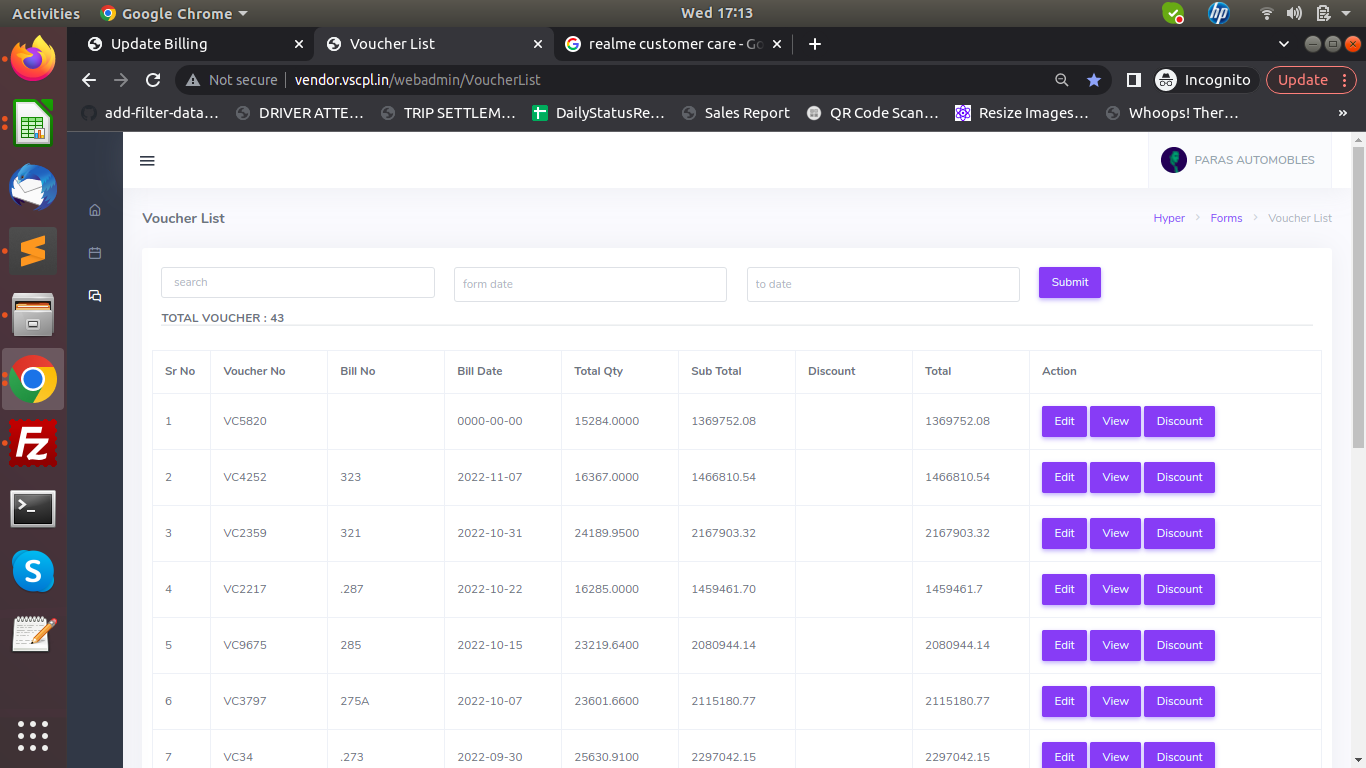 Activities Google Chrome Wed 17:13
Update Billing Voucher List realme customer care - Go
Not secure vendor.vscpl.in/webadmin/VoucherList Incognito Update
add-filter-data… DRIVER ATTE… TRIP SETTLEM… DailyStatusRe… Sales Report QR Code Scan… Resize Images… Whoops! Ther… »
PARAS AUTOMOBLES
Voucher List Hyper Forms Voucher List
search form date to date Submit
TOTAL VOUCHER : 43
Sr No Voucher No Bill No Bill Date Total Qty Sub Total Discount Total Action
1 VC5820 0000-00-00 15284.0000 1369752.08 1369752.08 Edit View Discount
2 VC4252 323 2022-11-07 16367.0000 1466810.54 1466810.54 Edit View Discount
3 VC2359 321 2022-10-31 24189.9500 2167903.32 2167903.32 Edit View Discount
4 VC2217 .287 2022-10-22 16285.0000 1459461.70 1459461.7 Edit View Discount
5 VC9675 285 2022-10-15 23219.6400 2080944.14 2080944.14 Edit View Discount
6 VC3797 275A 2022-10-07 23601.6600 2115180.77 2115180.77 Edit View Discount
7 VC34 .273 2022-09-30 25630.9100 2297042.15 2297042.15 Edit View Discount